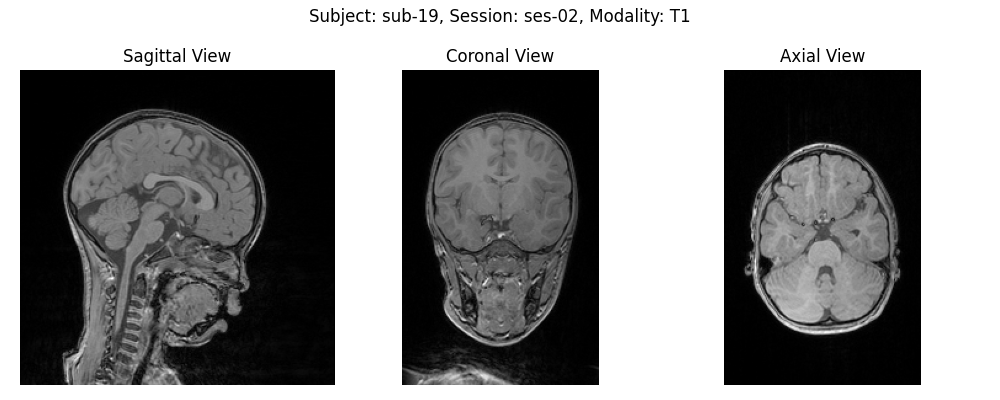 Subject: sub-19, Session: ses-02, Modality: T1
Sagittal View
Coronal View
Axial View